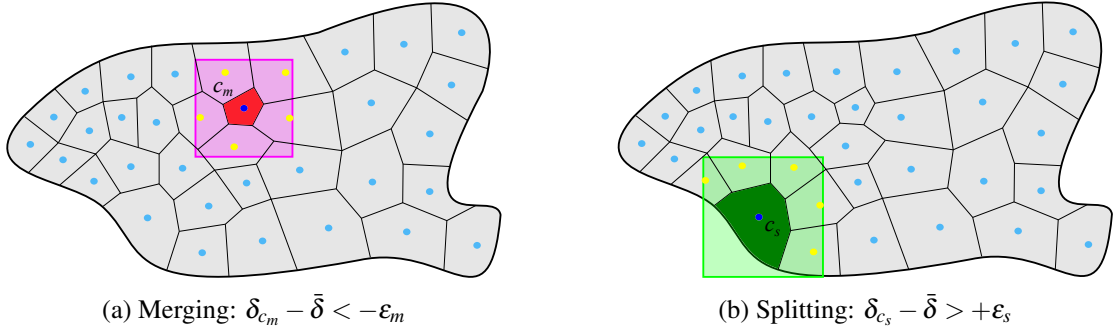 c_m
c_s
(a) Merging: δ_{c_m} − δ̄ < −ε_m
(b) Splitting: δ_{c_s} − δ̄ > +ε_s